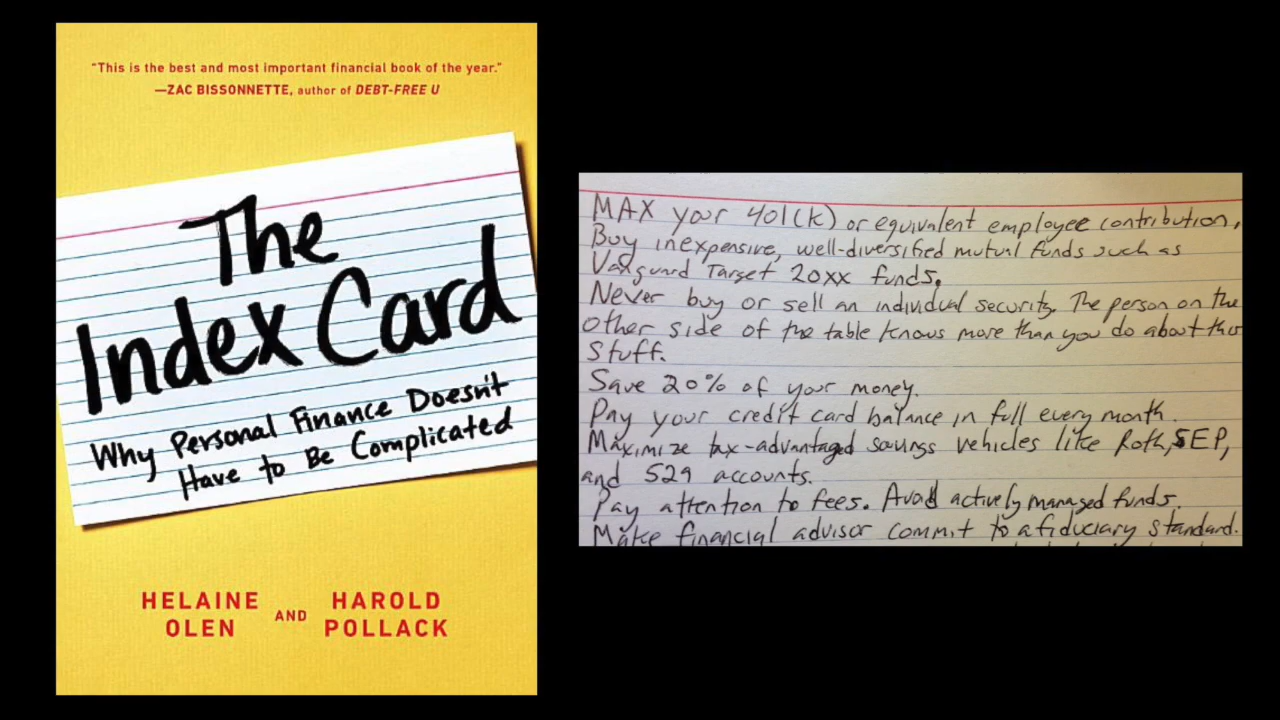 "This is the best and most important financial book of the year."
—ZAC BISSONNETTE, author of DEBT-FREE U
The
Index Card
Why Personal Finance Doesn't
Have to Be Complicated
HELAINE
OLEN
AND
HAROLD
POLLACK
MAX your 401(k) or equivalent employee contribution.
Buy inexpensive, well-diversified mutual funds such as
Vanguard Target 20xx funds.
Never buy or sell an individual security. The person on the
other side of the table knows more than you do about this
stuff.
Save 20% of your money.
Pay your credit card balance in full every month.
Maximize tax-advantaged savings vehicles like Roth, SEP,
and 529 accounts.
Pay attention to fees. Avoid actively managed funds.
Make financial advisor commit to a fiduciary standard.